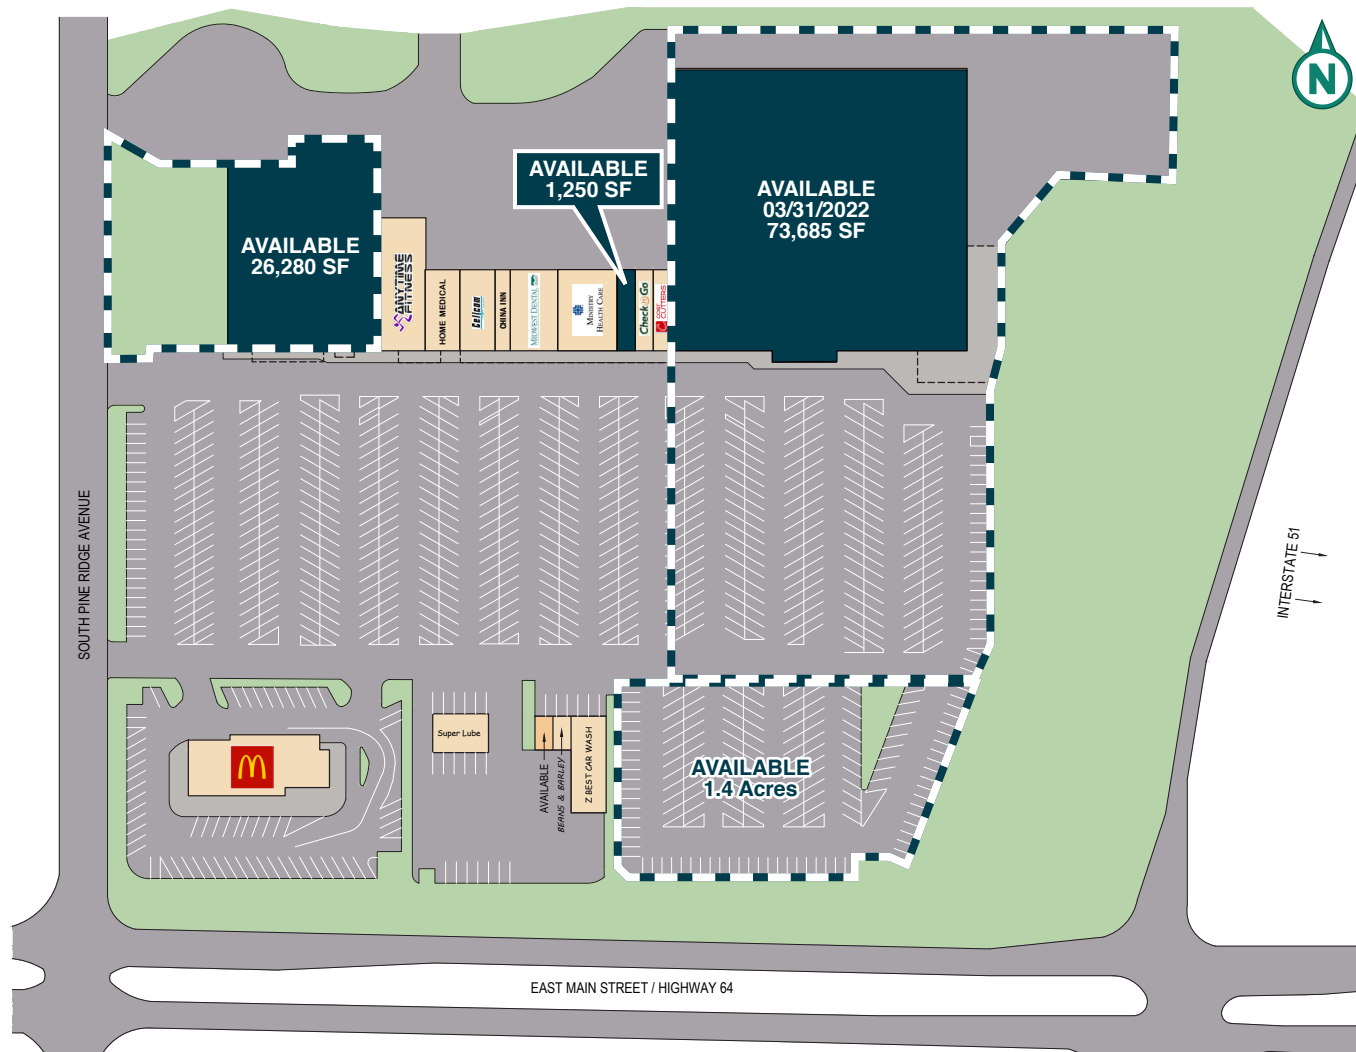 N
AVAILABLE
1,250 SF
AVAILABLE
03/31/2022
73,685 SF
AVAILABLE
26,280 SF
ANYTIME
FITNESS
HOME MEDICAL
Cellcom
CHINA INN
MIDWEST DENTAL
MINISTRY
HEALTH CARE
Check Go
CUTTERS
SOUTH PINE RIDGE AVENUE
INTERSTATE 51
Super Lube
AVAILABLE
BEANS & BARLEY
Z BEST CAR WASH
AVAILABLE
1.4 Acres
EAST MAIN STREET / HIGHWAY 64